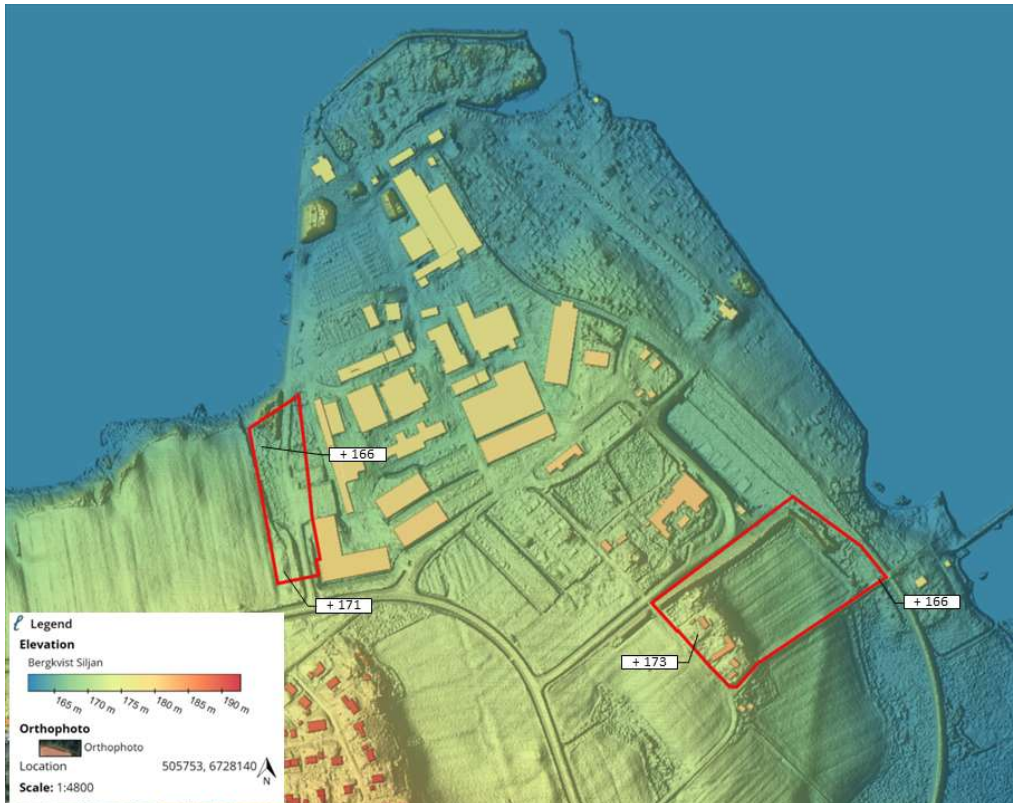 + 166
+ 171
+ 166
+ 173
Legend
Elevation
Bergkvist Siljan
165 m 170 m 175 m 180 m 185 m 190 m
Orthophoto
Orthophoto
Location 505753, 6728140
N
Scale: 1:4800